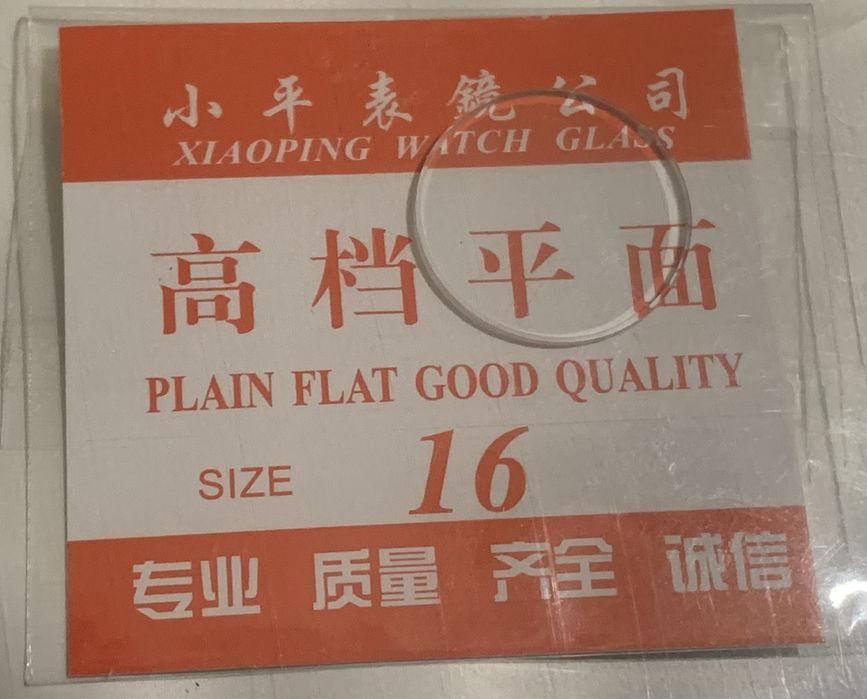 小平表鏡公司
XIAOPING WATCH GLASS
高档平面
PLAIN FLAT GOOD QUALITY
SIZE 16
专业 质量 齐全 诚信